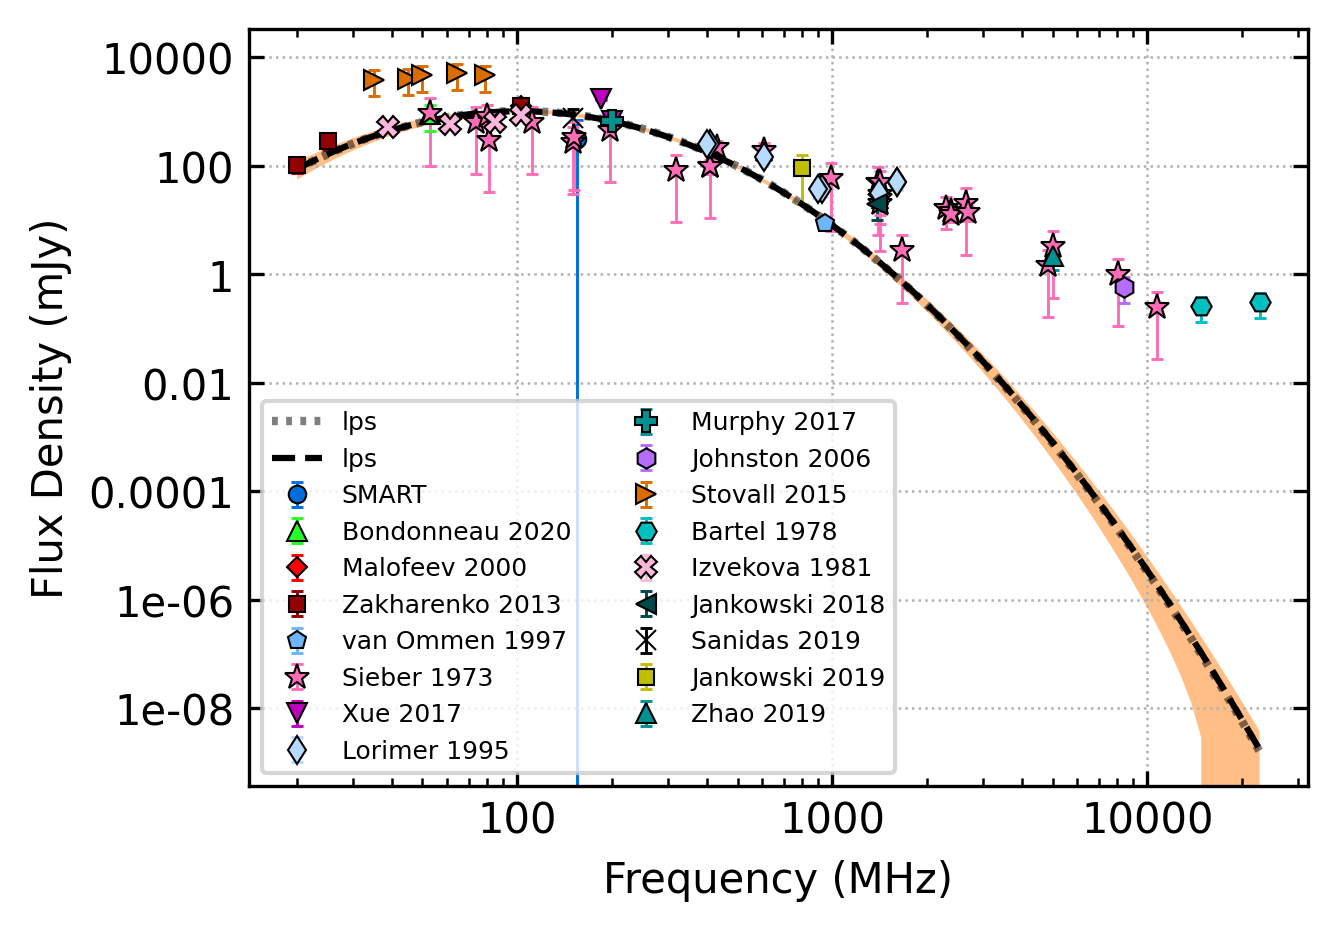 10000
100
1
0.01
0.0001
1e-06
1e-08
Flux Density (mJy)
lps
lps
SMART
Bondonneau 2020
Malofeev 2000
Zakharenko 2013
van Ommen 1997
Sieber 1973
Xue 2017
Lorimer 1995
Murphy 2017
Johnston 2006
Stovall 2015
Bartel 1978
Izvekova 1981
Jankowski 2018
Sanidas 2019
Jankowski 2019
Zhao 2019
100
1000
10000
Frequency (MHz)